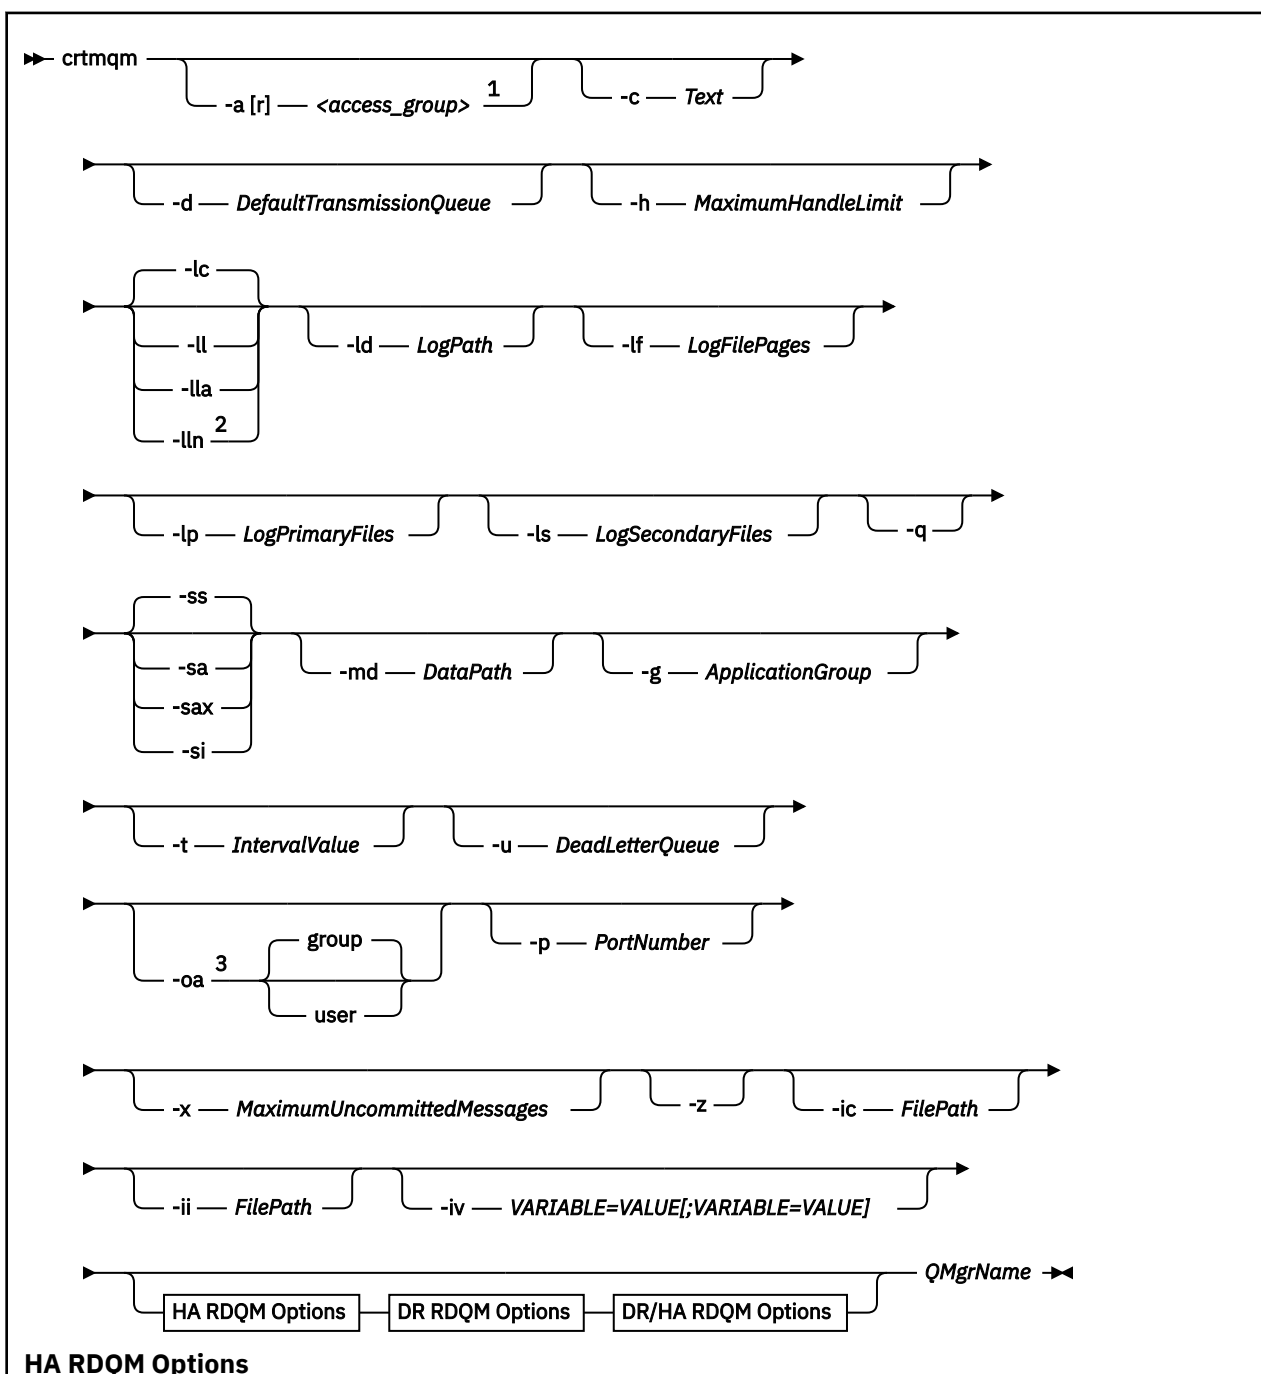 crtmqm
-a [r] <access_group> 1
-c Text
-d DefaultTransmissionQueue
-h MaximumHandleLimit
-lc
-ll
-lla
-lln 2
-ld LogPath
-lf LogFilePages
-lp LogPrimaryFiles
-ls LogSecondaryFiles
-q
-ss
-sa
-sax
-si
-md DataPath
-g ApplicationGroup
-t IntervalValue
-u DeadLetterQueue
-oa 3
group
user
-p PortNumber
-x MaximumUncommittedMessages
-z
-ic FilePath
-ii FilePath
-iv VARIABLE=VALUE[;VARIABLE=VALUE]
HA RDQM Options
DR RDQM Options
DR/HA RDQM Options
QMgrName
HA RDQM Options